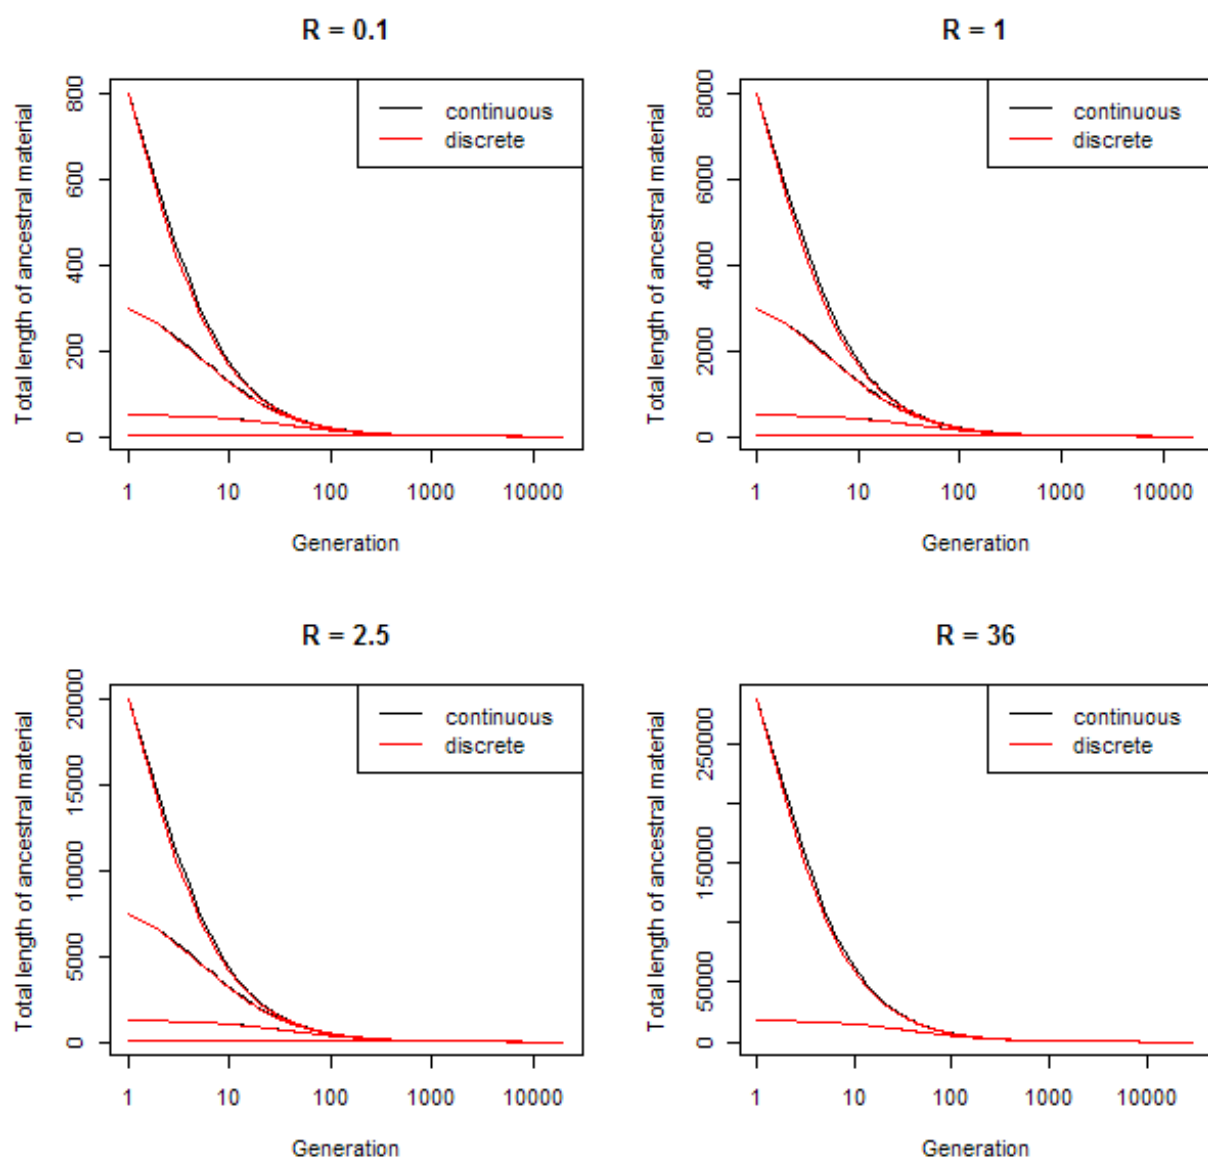 R = 0.1
Total length of ancestral material
800
600
400
200
0
continuous
discrete
1 10 100 1000 10000
Generation
R = 1
Total length of ancestral material
8000
6000
4000
2000
0
continuous
discrete
1 10 100 1000 10000
Generation
R = 2.5
Total length of ancestral material
20000
15000
10000
5000
0
continuous
discrete
1 10 100 1000 10000
Generation
R = 36
Total length of ancestral material
250000
150000
50000
0
continuous
discrete
1 10 100 1000 10000
Generation